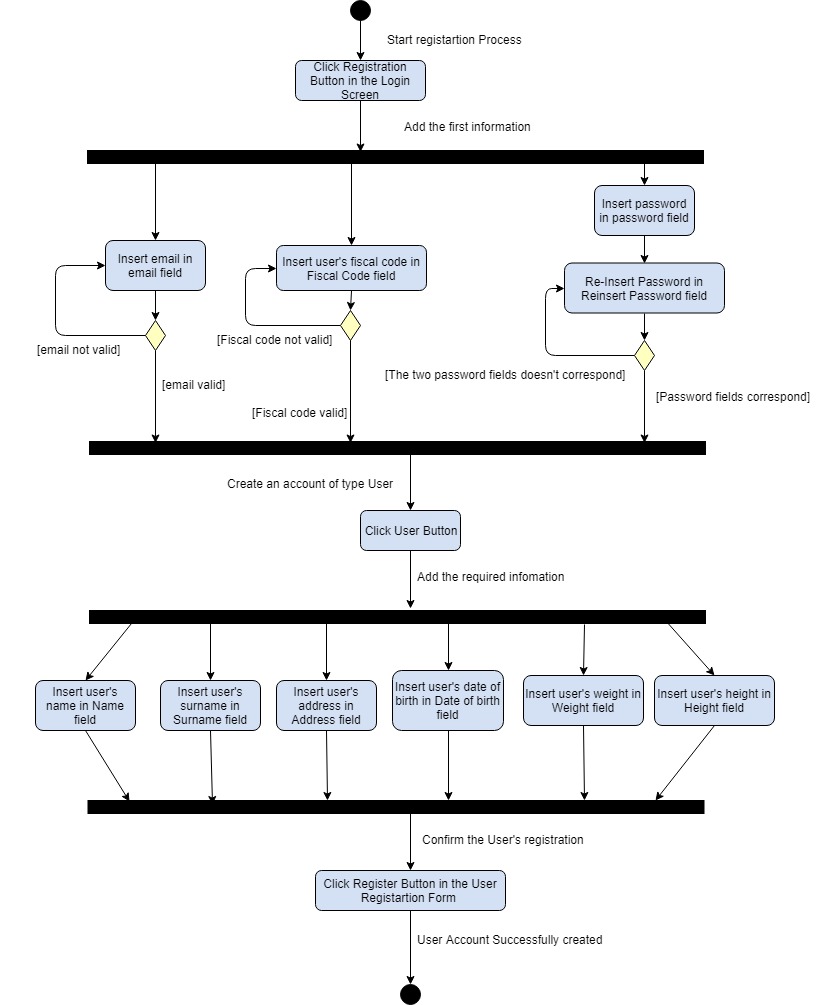 Start registartion Process
Click Registration
Button in the Login
Screen
Add the first information
Insert password
in password field
Insert email in
email field
Insert user's fiscal code in
Fiscal Code field
Re-Insert Password in
Reinsert Password field
[email not valid]
[Fiscal code not valid]
[The two password fields doesn't correspond]
[email valid]
[Password fields correspond]
[Fiscal code valid]
Create an account of type User
Click User Button
Add the required infomation
Insert user's
name in Name
field
Insert user's
surname in
Surname field
Insert user's
address in
Address field
Insert user's date of
birth in Date of birth
field
Insert user's weight in
Weight field
Insert user's height in
Height field
Confirm the User's registration
Click Register Button in the User
Registartion Form
User Account Successfully created